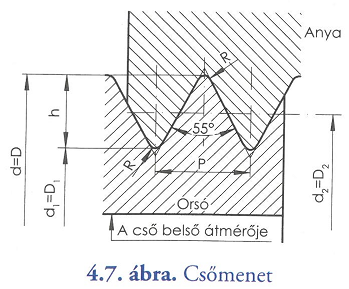 Anya
R
h
d=D
55°
R
P
d₁=D₁
d₂=D₂
Orsó
A cső belső átmérője
4.7. ábra. Csőmenet